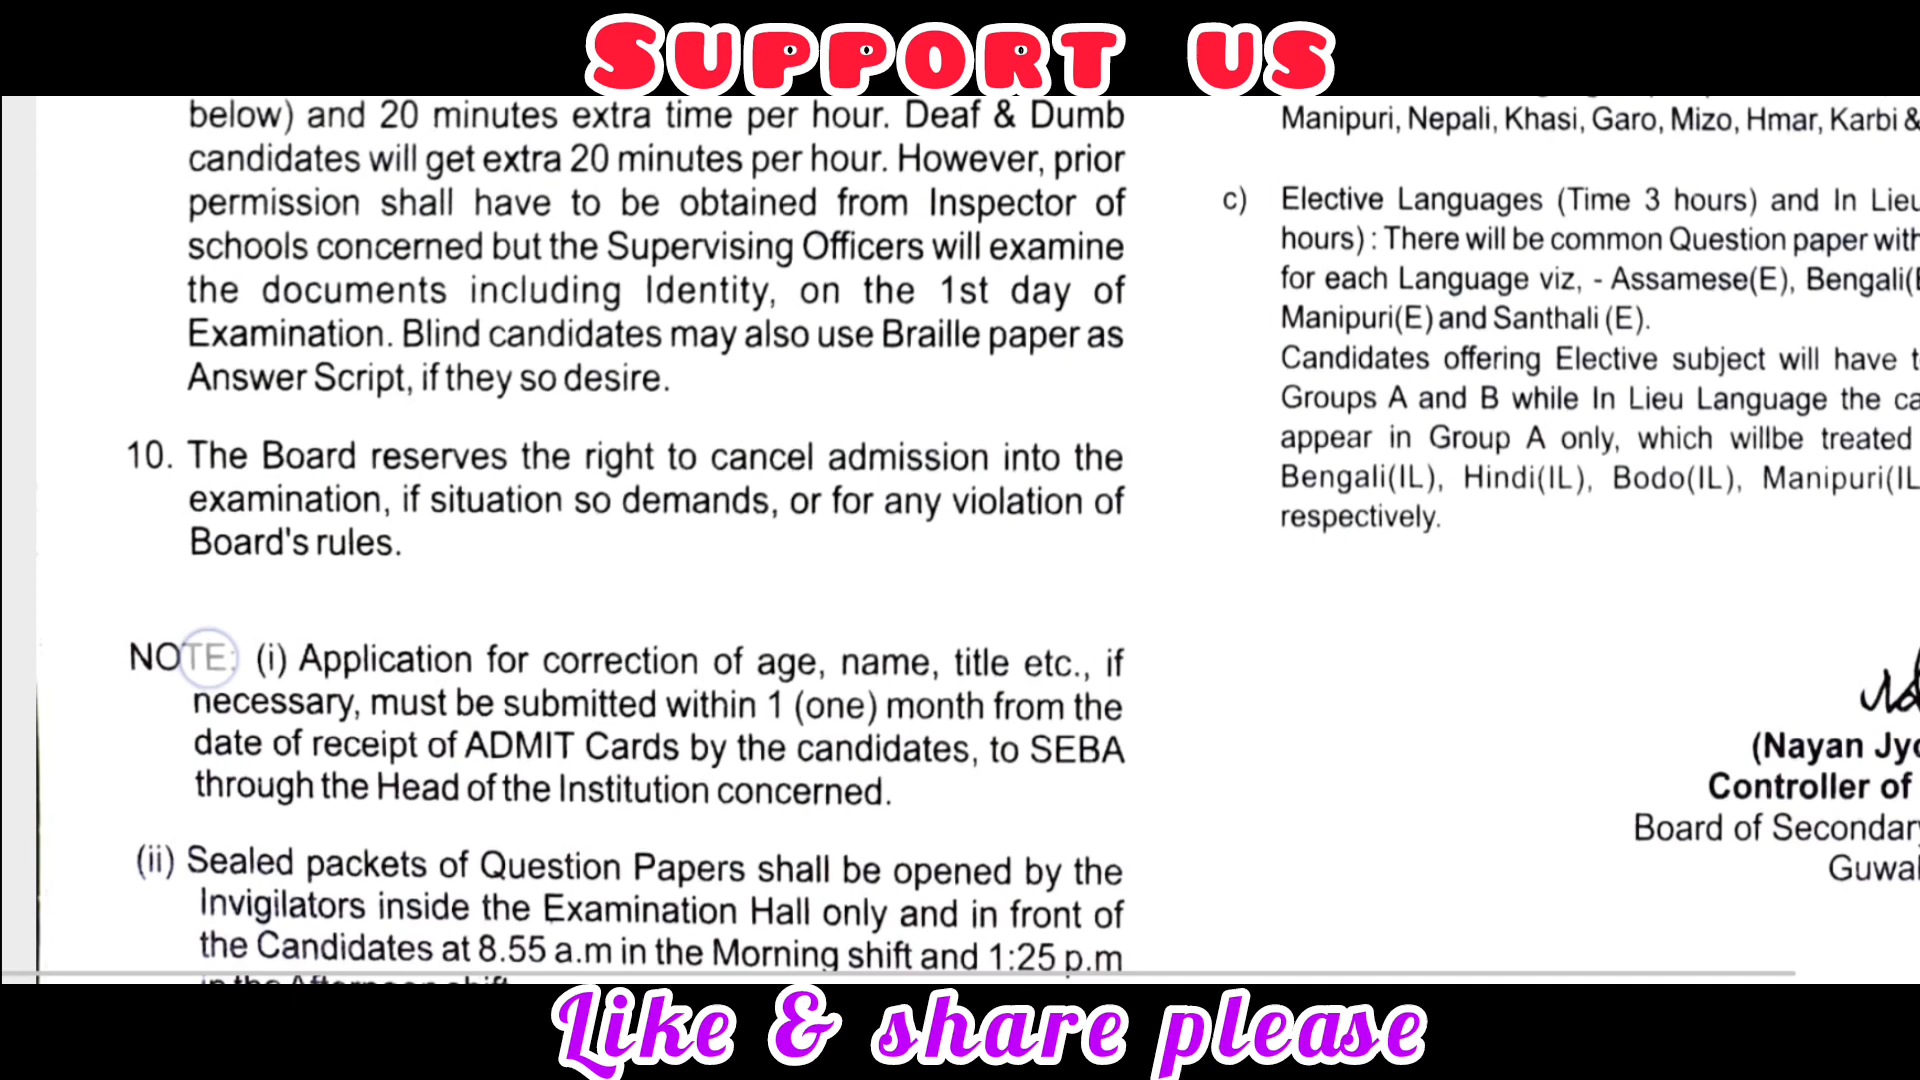 Support us
below) and 20 minutes extra time per hour. Deaf & Dumb
candidates will get extra 20 minutes per hour. However, prior
permission shall have to be obtained from Inspector of
schools concerned but the Supervising Officers will examine
the documents including Identity, on the 1st day of
Examination. Blind candidates may also use Braille paper as
Answer Script, if they so desire.
10. The Board reserves the right to cancel admission into the
examination, if situation so demands, or for any violation of
Board's rules.
NOTE: (i) Application for correction of age, name, title etc., if
necessary, must be submitted within 1 (one) month from the
date of receipt of ADMIT Cards by the candidates, to SEBA
through the Head of the Institution concerned.
(ii) Sealed packets of Question Papers shall be opened by the
Invigilators inside the Examination Hall only and in front of
the Candidates at 8.55 a.m in the Morning shift and 1:25 p.m
in the Afternoon shift
Manipuri, Nepali, Khasi, Garo, Mizo, Hmar, Karbi &
c) Elective Languages (Time 3 hours) and In Lieu
hours) : There will be common Question paper with
for each Language viz, - Assamese(E), Bengali(E
Manipuri(E) and Santhali (E).
Candidates offering Elective subject will have t
Groups A and B while In Lieu Language the ca
appear in Group A only, which willbe treated
Bengali(IL), Hindi(IL), Bodo(IL), Manipuri(IL
respectively.
(Nayan Jyo
Controller of
Board of Secondar
Guwa
Like & share please